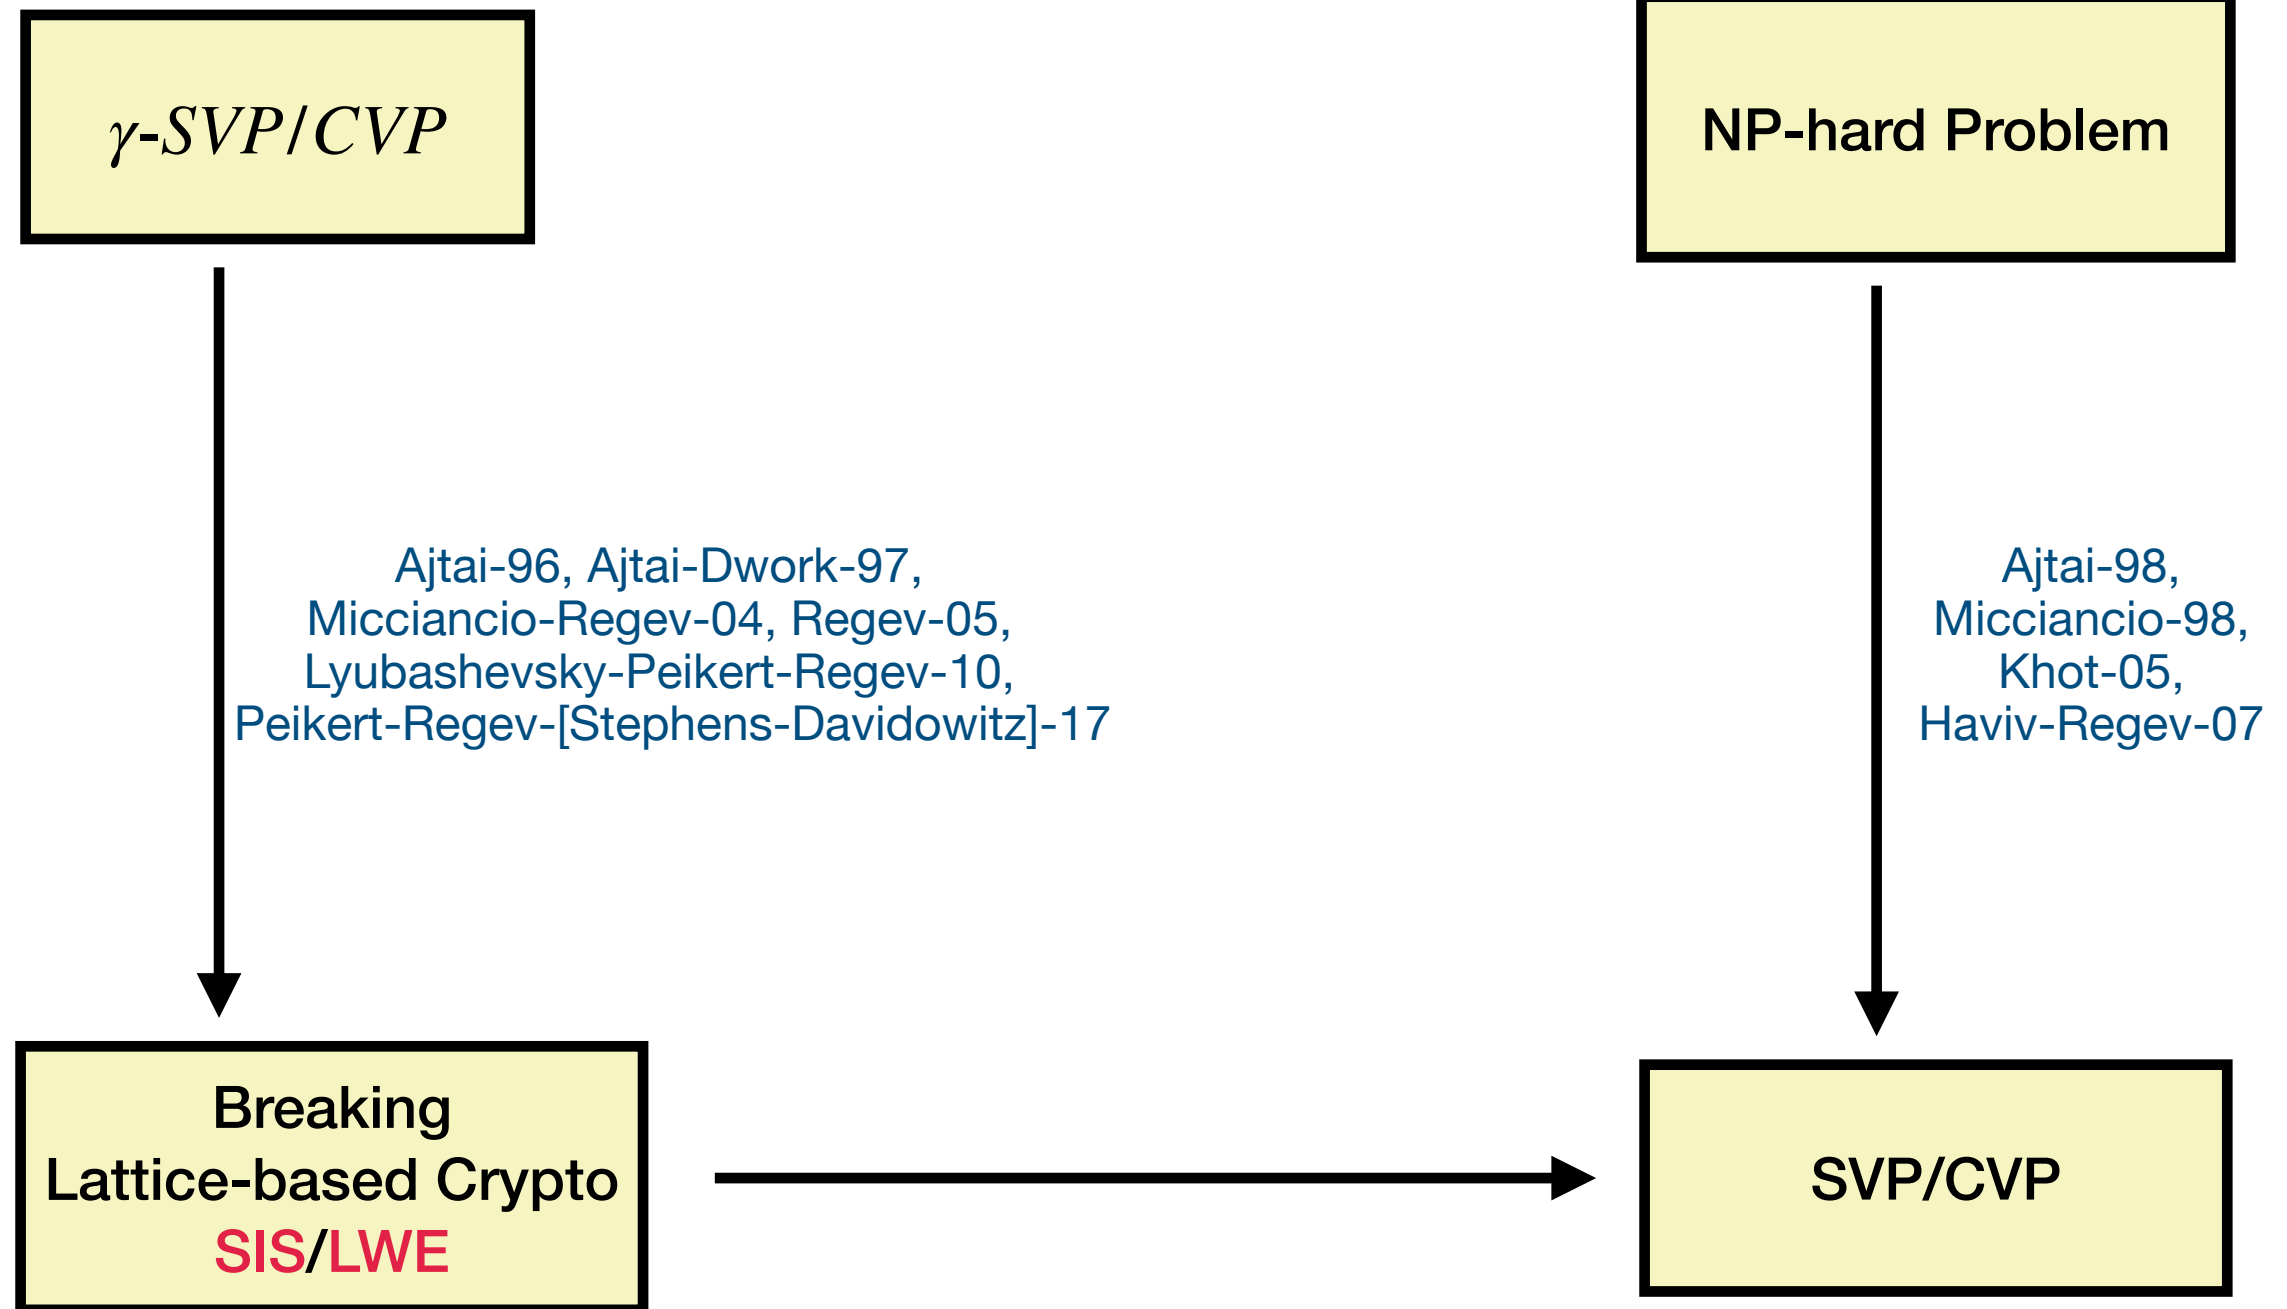 γ-SVP/CVP
NP-hard Problem
Ajtai-96, Ajtai-Dwork-97,
Micciancio-Regev-04, Regev-05,
Lyubashevsky-Peikert-Regev-10,
Peikert-Regev-[Stephens-Davidowitz]-17
Ajtai-98,
Micciancio-98,
Khot-05,
Haviv-Regev-07
Breaking
Lattice-based Crypto
SIS/LWE
SVP/CVP